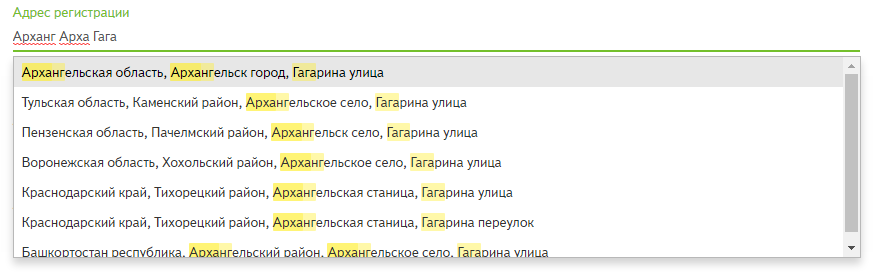 Адрес регистрации
Арханг Арха Гага
Архангельская область, Архангельск город, Гагарина улица
Тульская область, Каменский район, Архангельское село, Гагарина улица
Пензенская область, Пачелмский район, Архангельск село, Гагарина улица
Воронежская область, Хохольский район, Архангельское село, Гагарина улица
Краснодарский край, Тихорецкий район, Архангельская станица, Гагарина улица
Краснодарский край, Тихорецкий район, Архангельская станица, Гагарина переулок
Башкортостан республика, Архангельский район, Архангельское село, Гагарина улица